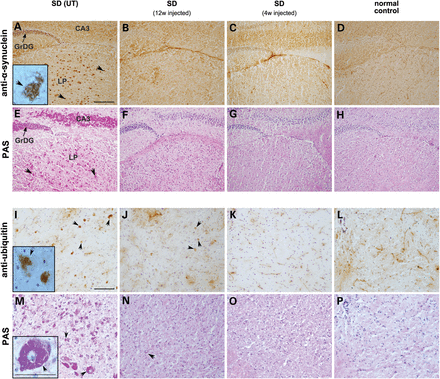 SD (UT)
SD
(12w injected)
SD
(4w injected)
normal
control
anti-α-synuclein
A
CA3
GrDG
LP
B
C
D
PAS
E
CA3
GrDG
LP
F
G
H
anti-ubiquitin
I
J
K
L
PAS
M
N
O
P